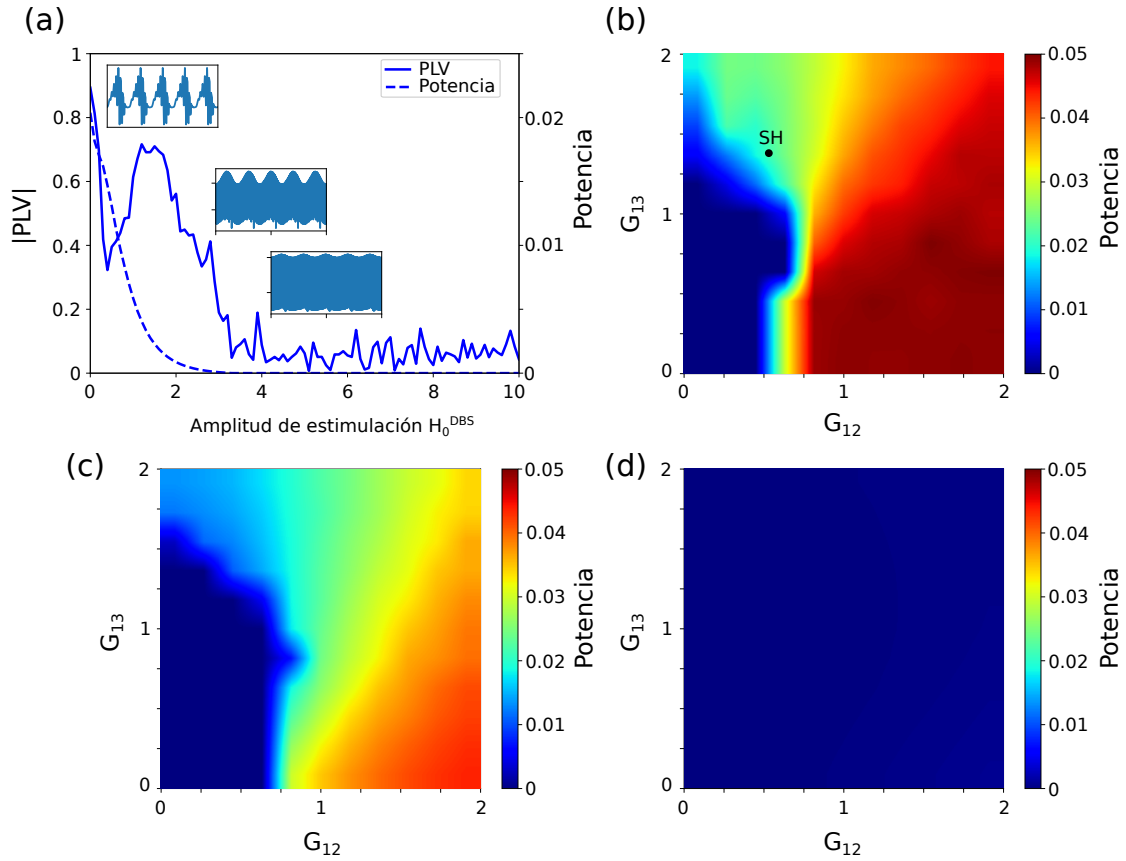 (a)
1
0.8
0.6
0.4
0.2
0
|PLV|
PLV
Potencia
0.02
0.01
0
Potencia
0
2
4
6
8
10
Amplitud de estimulación H₀ᴰᴮˢ
(b)
2
1
0
G₁₃
SH
0
1
2
G₁₂
0.05
0.04
0.03
0.02
0.01
0
Potencia
(c)
2
1
0
G₁₃
0
1
2
G₁₂
0.05
0.04
0.03
0.02
0.01
0
Potencia
(d)
2
1
0
G₁₃
0
1
2
G₁₂
0.05
0.04
0.03
0.02
0.01
0
Potencia